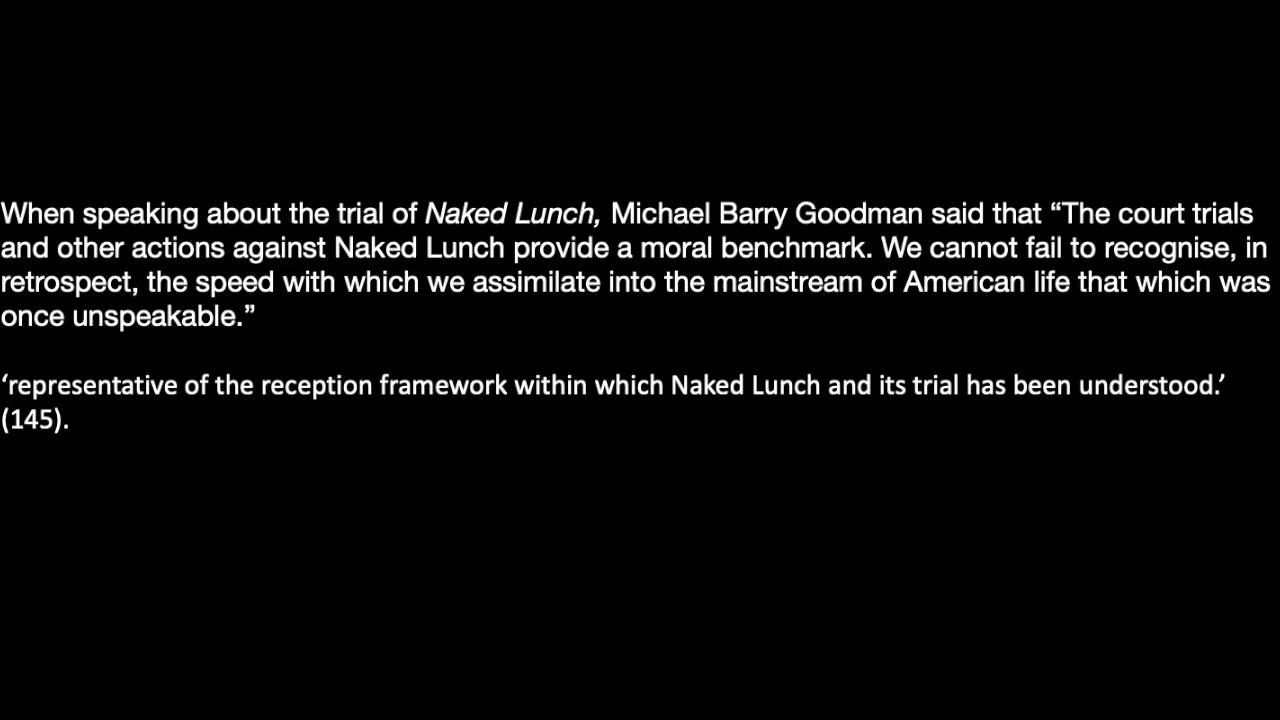 When speaking about the trial of Naked Lunch, Michael Barry Goodman said that “The court trials
and other actions against Naked Lunch provide a moral benchmark. We cannot fail to recognise, in
retrospect, the speed with which we assimilate into the mainstream of American life that which was
once unspeakable.”
‘representative of the reception framework within which Naked Lunch and its trial has been understood.’
(145).